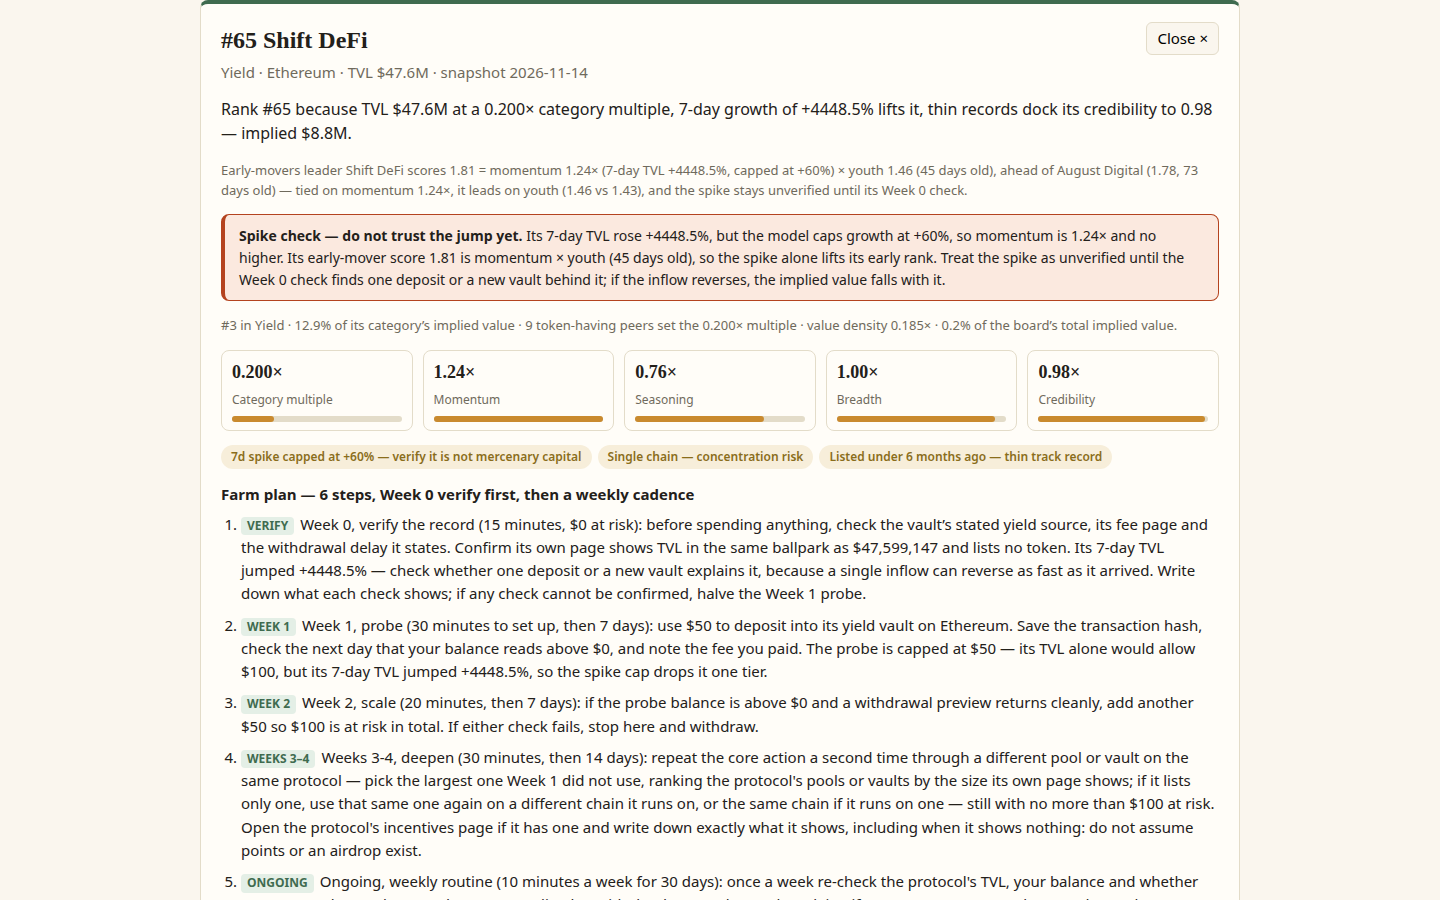 #65 Shift DeFi
Close ×
Yield · Ethereum · TVL $47.6M · snapshot 2026-11-14
Rank #65 because TVL $47.6M at a 0.200× category multiple, 7-day growth of +4448.5% lifts it, thin records dock its credibility to 0.98
— implied $8.8M.
Early-movers leader Shift DeFi scores 1.81 = momentum 1.24× (7-day TVL +4448.5%, capped at +60%) × youth 1.46 (45 days old), ahead of August Digital (1.78, 73
days old) — tied on momentum 1.24×, it leads on youth (1.46 vs 1.43), and the spike stays unverified until its Week 0 check.
Spike check — do not trust the jump yet. Its 7-day TVL rose +4448.5%, but the model caps growth at +60%, so momentum is 1.24× and no
higher. Its early-mover score 1.81 is momentum × youth (45 days old), so the spike alone lifts its early rank. Treat the spike as unverified until the
Week 0 check finds one deposit or a new vault behind it; if the inflow reverses, the implied value falls with it.
#3 in Yield · 12.9% of its category’s implied value · 9 token-having peers set the 0.200× multiple · value density 0.185× · 0.2% of the board’s total implied value.
0.200×
Category multiple
1.24×
Momentum
0.76×
Seasoning
1.00×
Breadth
0.98×
Credibility
7d spike capped at +60% — verify it is not mercenary capital
Single chain — concentration risk
Listed under 6 months ago — thin track record
Farm plan — 6 steps, Week 0 verify first, then a weekly cadence
1. VERIFY Week 0, verify the record (15 minutes, $0 at risk): before spending anything, check the vault’s stated yield source, its fee page and
the withdrawal delay it states. Confirm its own page shows TVL in the same ballpark as $47,599,147 and lists no token. Its 7-day TVL
jumped +4448.5% — check whether one deposit or a new vault explains it, because a single inflow can reverse as fast as it arrived. Write
down what each check shows; if any check cannot be confirmed, halve the Week 1 probe.
2. WEEK 1 Week 1, probe (30 minutes to set up, then 7 days): use $50 to deposit into its yield vault on Ethereum. Save the transaction hash,
check the next day that your balance reads above $0, and note the fee you paid. The probe is capped at $50 — its TVL alone would allow
$100, but its 7-day TVL jumped +4448.5%, so the spike cap drops it one tier.
3. WEEK 2 Week 2, scale (20 minutes, then 7 days): if the probe balance is above $0 and a withdrawal preview returns cleanly, add another
$50 so $100 is at risk in total. If either check fails, stop here and withdraw.
4. WEEKS 3–4 Weeks 3-4, deepen (30 minutes, then 14 days): repeat the core action a second time through a different pool or vault on the
same protocol — pick the largest one Week 1 did not use, ranking the protocol's pools or vaults by the size its own page shows; if it lists
only one, use that same one again on a different chain it runs on, or the same chain if it runs on one — still with no more than $100 at risk.
Open the protocol's incentives page if it has one and write down exactly what it shows, including when it shows nothing: do not assume
points or an airdrop exist.
5. ONGOING Ongoing, weekly routine (10 minutes a week for 30 days): once a week re-check the protocol's TVL, your balance and whether